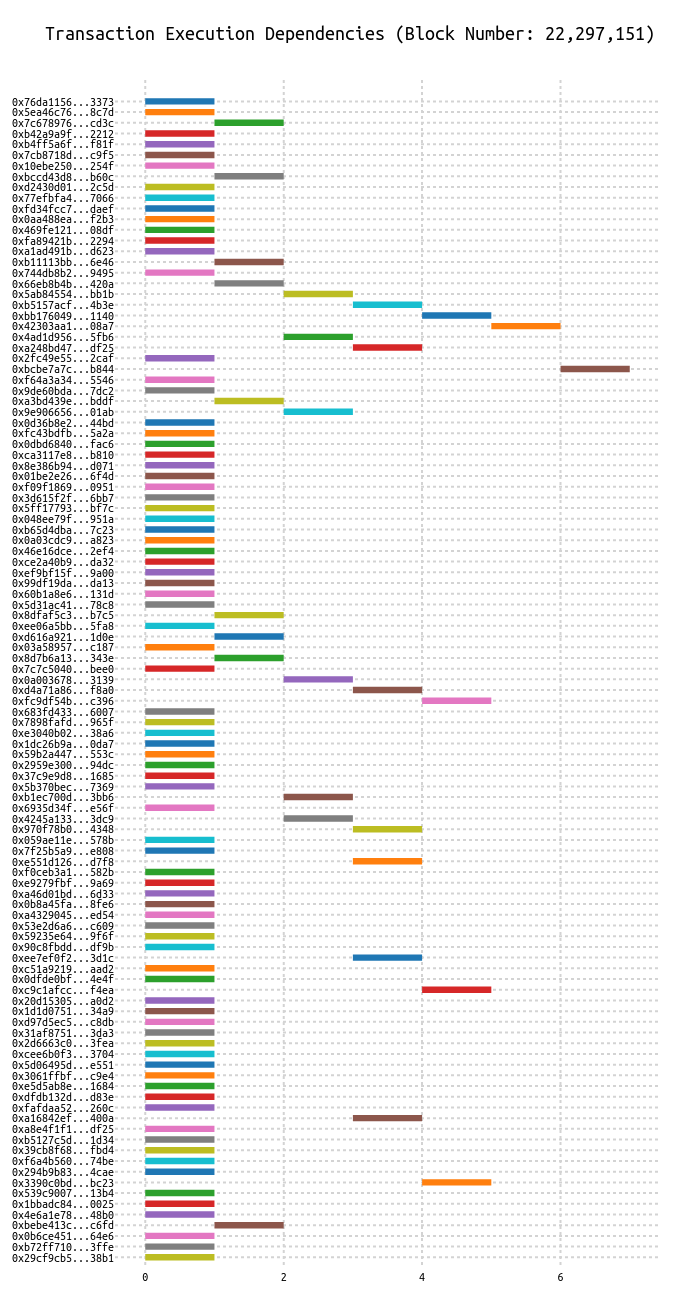 Transaction Execution Dependencies (Block Number: 22,297,151)
0x76da1156...3373
0x5ea46c76...8c7d
0x7c678976...cd3c
0xb42a9a9f...2212
0xb4ff5a6f...f81f
0x7cb8718d...c9f5
0x10ebe250...254f
0xbccd43d8...b60c
0xd2430d01...2c5d
0x77efbfa4...7066
0xfd34fcc7...daef
0x0aa488ea...f2b3
0x469fe121...08df
0xfa89421b...2294
0xa1ad491b...d623
0xb11113bb...6e46
0x744db8b2...9495
0x66eb8b4b...420a
0x5ab84554...bb1b
0xb5157acf...4b3e
0xbb176049...1140
0x42303aa1...08a7
0x4ad1d956...5fb6
0xa248bd47...df25
0x2fc49e55...2caf
0xbcbe7a7c...b844
0xf64a3a34...5546
0x9de60bda...7dc2
0xa3bd439e...bddf
0x9e906656...01ab
0x0d36b8e2...44bd
0xfc43bdfb...5a2a
0x0dbd6840...fac6
0xca3117e8...b810
0x8e386b94...d071
0x01be2e26...6f4d
0xf09f1869...0951
0x3d615f2f...6bb7
0x5ff17793...bf7c
0x048ee79f...951a
0xb65d4dba...7c23
0x0a03cdc9...a823
0x46e16dce...2ef4
0xce2a40b9...da32
0xef9bf15f...9a00
0x99df19da...da13
0x60b1a8e6...131d
0x5d31ac41...78c8
0x8dfaf5c3...b7c5
0xee06a5bb...5fa8
0xd616a921...1d0e
0x03a58957...c187
0x8d7b6a13...343e
0x7c7c5040...bee0
0x0a003678...3139
0xd4a71a86...f8a0
0xfc9df54b...c396
0x683fd433...6007
0x7898fafd...965f
0xe3040b02...38a6
0x1dc26b9a...0da7
0x59b2a447...553c
0x2959e300...94dc
0x37c9e9d8...1685
0x5b370bec...7369
0xb1ec700d...3bb6
0x6935d34f...e56f
0x4245a133...3dc9
0x970f78b0...4348
0x059ae11e...578b
0x7f25b5a9...e808
0xe551d126...d7f8
0xf0ceb3a1...582b
0xe9279fbf...9a69
0xa46d01bd...6d33
0x0b8a45fa...8fe6
0xa4329045...ed54
0x53e2d6a6...c609
0x59235e64...9f6f
0x90c8fbdd...df9b
0xee7ef0f2...3d1c
0xc51a9219...aad2
0x0dfde0bf...4e4f
0xc9c1afcc...f4ea
0x20d15305...a0d2
0x1d1d0751...34a9
0xd97d5ec5...c8db
0x31af8751...3da3
0x2d6663c0...3fea
0xcee6b0f3...3704
0x5d06495d...e551
0x3061ffbf...c9e4
0xe5d5ab8e...1684
0xdfdb132d...d83e
0xfafdaa52...260c
0xa16842ef...400a
0xa8e4f1f1...df25
0xb5127c5d...1d34
0x39cb8f68...fbd4
0xf6a4b560...74be
0x294b9b83...4cae
0x3390c0bd...bc23
0x539c9007...13b4
0x1bbadc84...0025
0x4e6a1e78...48b0
0xbebe413c...c6fd
0x0b6ce451...64e6
0xb72ff710...3ffe
0x29cf9cb5...38b1
0 2 4 6